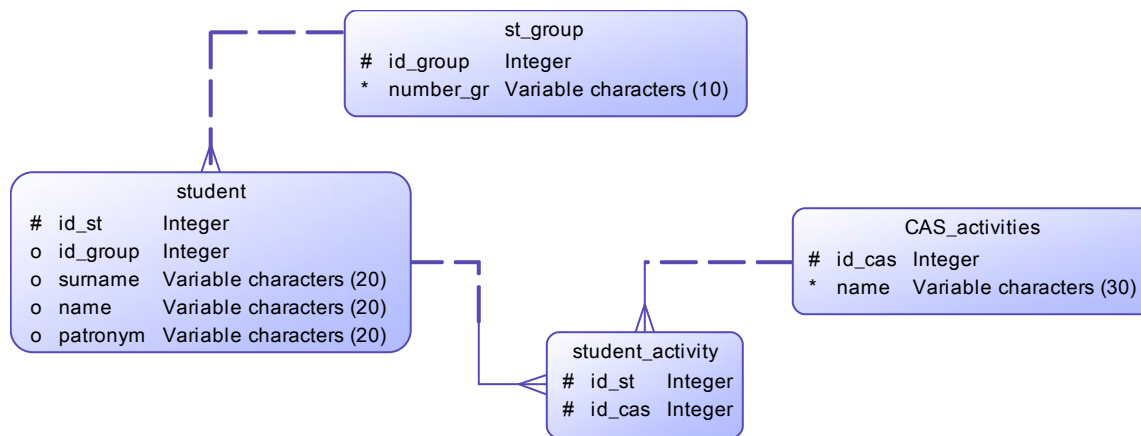 st_group
# id_group Integer
* number_gr Variable characters (10)
student
# id_st Integer
o id_group Integer
o surname Variable characters (20)
o name Variable characters (20)
o patronym Variable characters (20)
CAS_activities
# id_cas Integer
* name Variable characters (30)
student_activity
# id_st Integer
# id_cas Integer